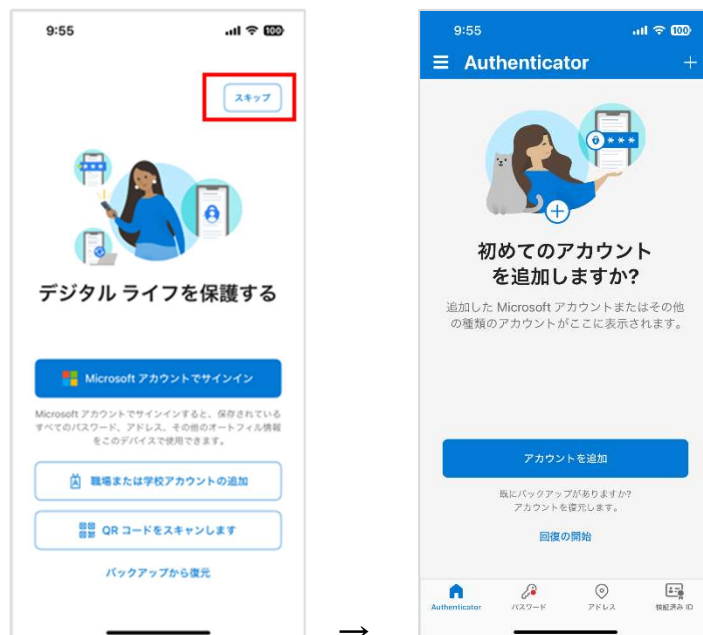 9:55
100
スキップ
デジタル ライフを保護する
Microsoft アカウントでサインイン
Microsoft アカウントでサインインすると、保存されている
すべてのパスワード、アドレス、その他のオートフィル情報
をこのデバイスで使用できます。
職場または学校アカウントの追加
QR コードをスキャンします
バックアップから復元
→
9:55
100
Authenticator
初めてのアカウント
を追加しますか?
追加した Microsoft アカウントまたはその他
の種類のアカウントがここに表示されます。
アカウントを追加
既にバックアップがありますか?
アカウントを復元します。
回復の開始
Authenticator
パスワード
アドレス
検証済み ID